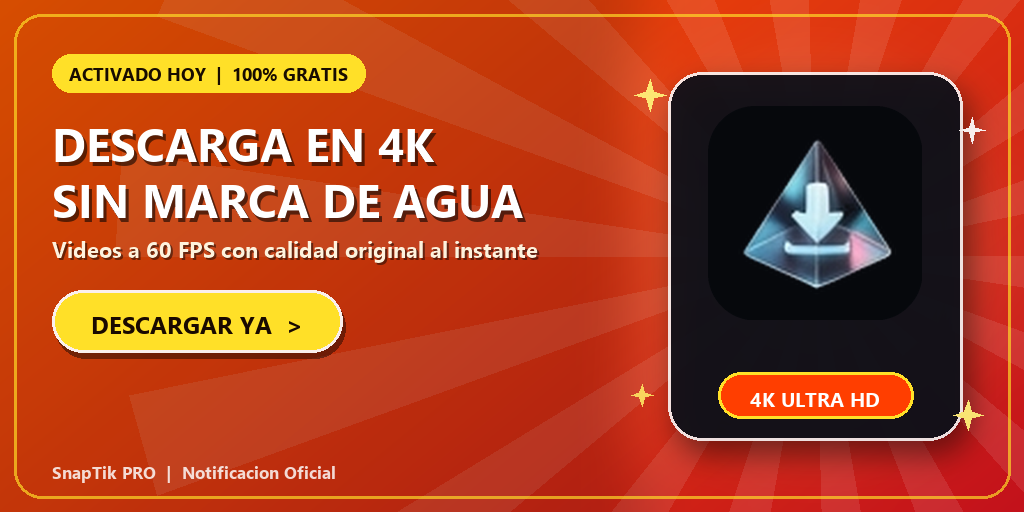 ACTIVADO HOY | 100% GRATIS
DESCARGA EN 4K
SIN MARCA DE AGUA
Videos a 60 FPS con calidad original al instante
DESCARGAR YA >
4K ULTRA HD
SnapTik PRO | Notificacion Oficial